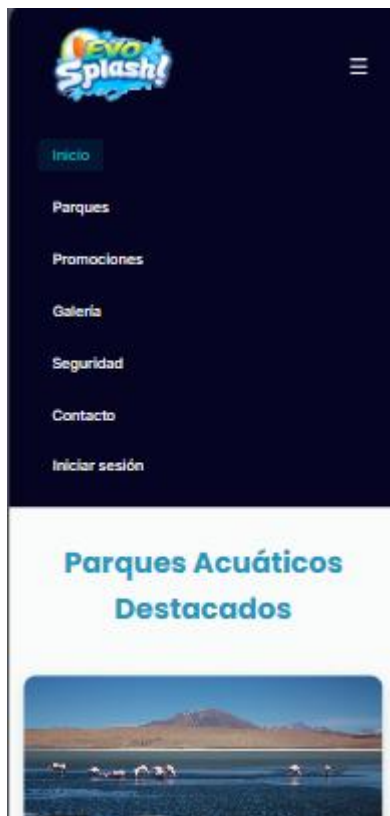 EVO
Splash!
☰
Inicio
Parques
Promociones
Galería
Seguridad
Contacto
Iniciar sesión
Parques Acuáticos
Destacados